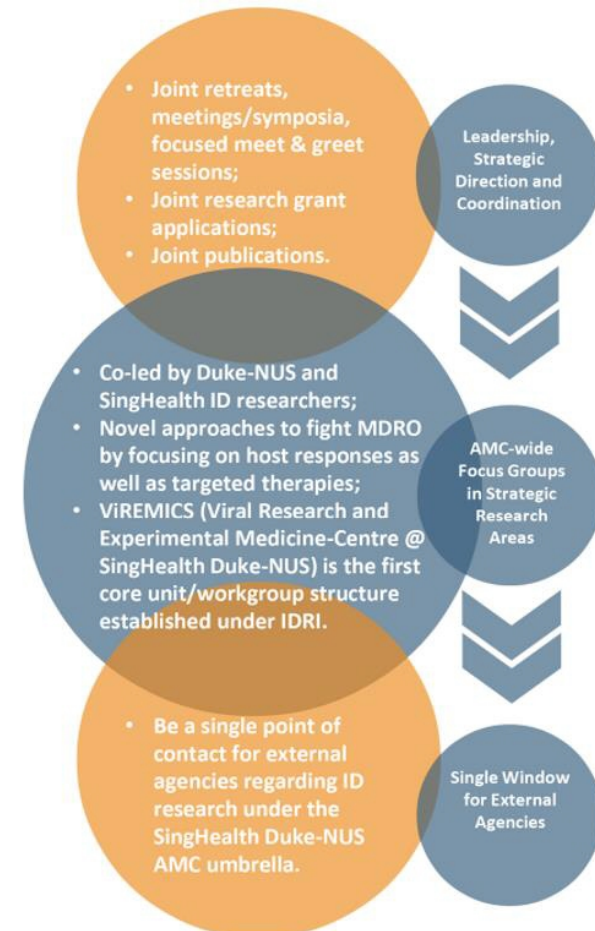 • Joint retreats,
meetings/symposia,
focused meet & greet
sessions;
• Joint research grant
applications;
• Joint publications.
Leadership,
Strategic
Direction and
Coordination
• Co-led by Duke-NUS and
SingHealth ID researchers;
• Novel approaches to fight MDRO
by focusing on host responses as
well as targeted therapies;
• ViREMICS (Viral Research and
Experimental Medicine-Centre @
SingHealth Duke-NUS) is the first
core unit/workgroup structure
established under IDRI.
AMC-wide
Focus Groups
in Strategic
Research
Areas
• Be a single point of
contact for external
agencies regarding ID
research under the
SingHealth Duke-NUS
AMC umbrella.
Single Window
for External
Agencies